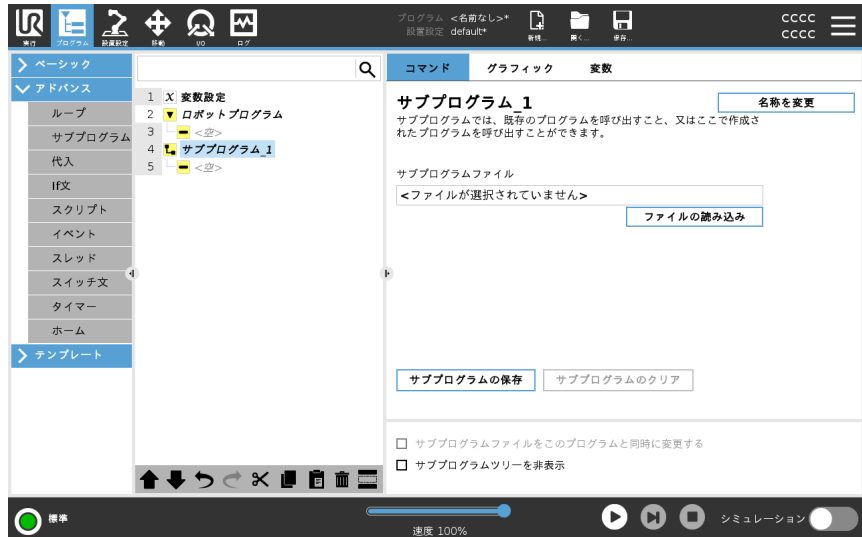 UR
実行
プログラム
設置設定
移動
I/O
ログ
プログラム <名前なし>*
設置設定 default*
新規...
開く...
保存...
cccc
cccc
ベーシック
アドバンス
ループ
サブプログラム
代入
If文
スクリプト
イベント
スレッド
スイッチ文
タイマー
ホーム
テンプレート
1 X 変数設定
2 ロボットプログラム
3 <空>
4 サブプログラム_1
5 <空>
コマンド グラフィック 変数
サブプログラム_1
名称を変更
サブプログラムでは、既存のプログラムを呼び出すこと、又はここで作成さ
れたプログラムを呼び出すことができます。
サブプログラムファイル
<ファイルが選択されていません>
ファイルの読み込み
サブプログラムの保存
サブプログラムのクリア
サブプログラムファイルをこのプログラムと同時に変更する
サブプログラムツリーを非表示
標準
速度 100%
シミュレーション